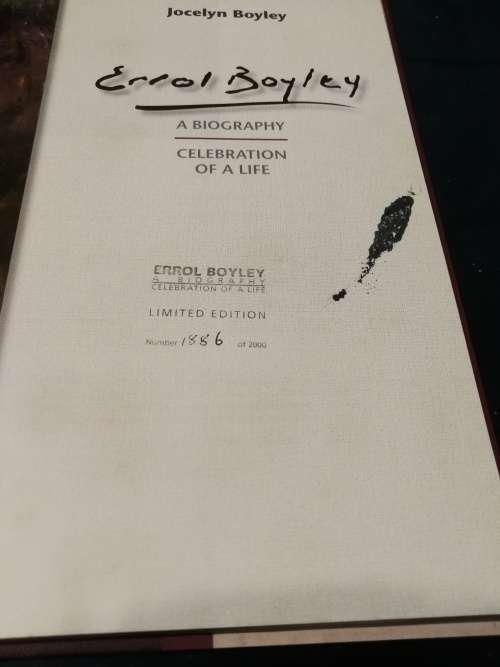 Jocelyn Boyley
Errol Boyley
A BIOGRAPHY
CELEBRATION
OF A LIFE
ERROL BOYLEY
A BIOGRAPHY
CELEBRATION OF A LIFE
LIMITED EDITION
Number 1886 of 2000